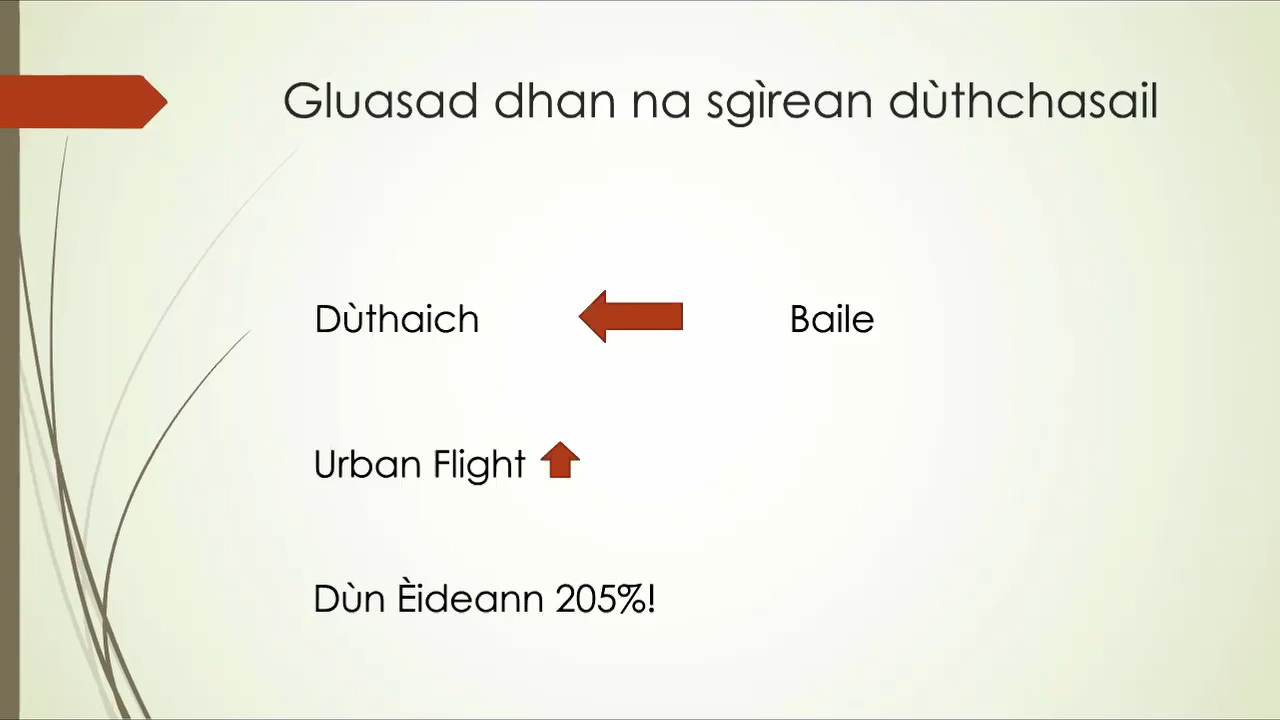 Gluasad dhan na sgìrean dùthchasail
Dùthaich Baile
Urban Flight
Dùn Èideann 205%!